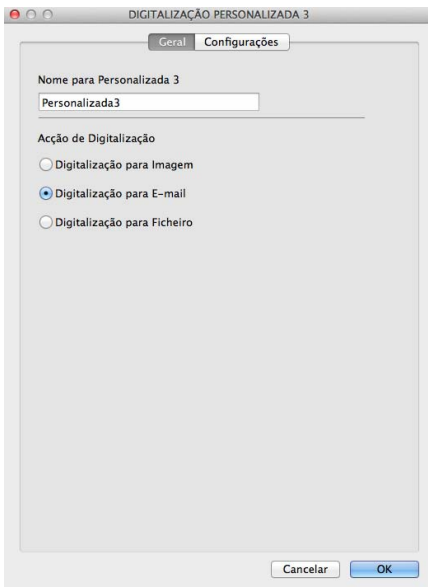 DIGITALIZAÇÃO PERSONALIZADA 3
Geral Configurações
Nome para Personalizada 3
Personalizada3
Acção de Digitalização
Digitalização para Imagem
Digitalização para E-mail
Digitalização para Ficheiro
Cancelar OK